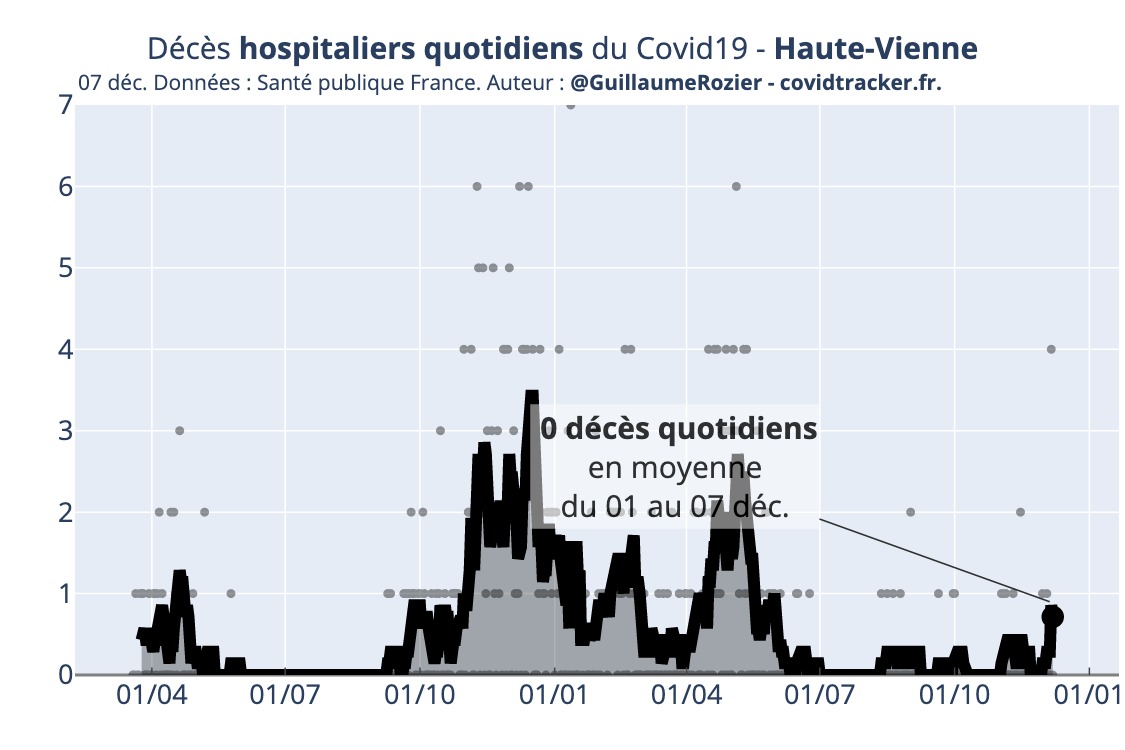 Décès hospitaliers quotidiens du Covid19 - Haute-Vienne
07 déc. Données : Santé publique France. Auteur : @GuillaumeRozier - covidtracker.fr.
7
6
5
4
3
2
1
0
0 décès quotidiens
en moyenne
du 01 au 07 déc.
01/04 01/07 01/10 01/01 01/04 01/07 01/10 01/01